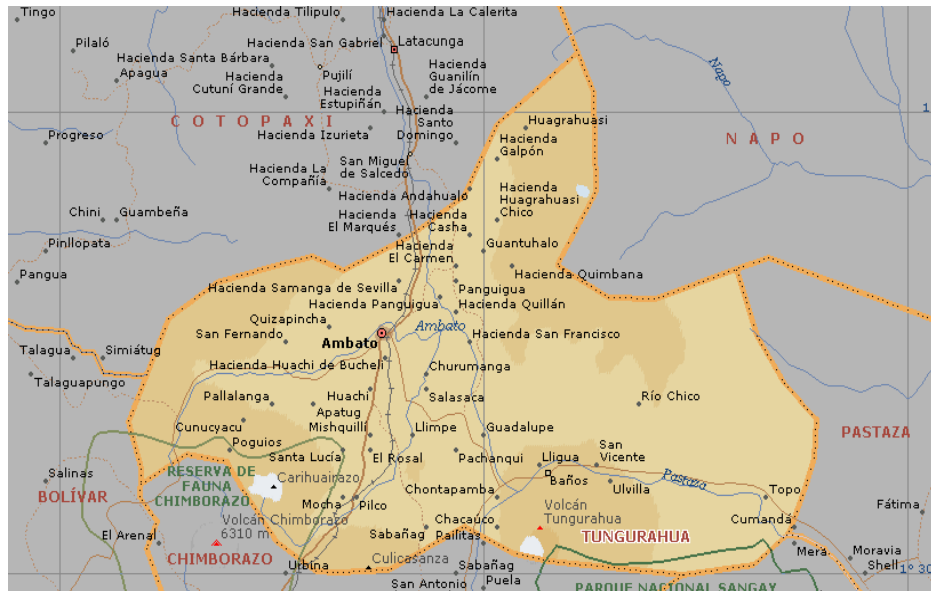 Tingo
Hacienda Tilipulo
Hacienda La Calerita
Pilaló
Hacienda San Gabriel
Latacunga
Hacienda Santa Bárbara
Apagua
Pujilí
Hacienda
Guanilín
de Jácome
Hacienda
Cutuní Grande
Hacienda
Estupiñán
Napo
COTOPAXI
Hacienda
Santo
Domingo
Huagrahuasi
1
Progreso
Hacienda Izurieta
NAPO
Hacienda
Galpón
San Miguel
de Salcedo
Hacienda La
Compañía
Hacienda Andahualo
Hacienda
Huagrahuasi
Chico
Chini
Guambeña
Hacienda
El Marqués
Hacienda
Casha
Pinllopata
Hacienda
El Carmen
Guantuhalo
Pangua
Hacienda Quimbana
Hacienda Samanga de Sevilla
Panguigua
Hacienda Panguigua
Hacienda Quillán
Quizapincha
San Fernando
Ambato
Ambato
Hacienda San Francisco
Talagua
Simiátug
Hacienda Huachi de Bucheli
Churumanga
Talaguapungo
Pallalanga
Huachi
Salasaca
Río Chico
Apatug
Mishquillí
Cunucyacu
Llimpe
Guadalupe
PASTAZA
Poguios
Santa Lucía
El Rosal
Pachanqui
Lligua
San
Vicente
Salinas
RESERVA DE
FAUNA
CHIMBORAZO
Carihuairazo
Baños
Ulvilla
Pastaza
BOLÍVAR
Mocha
Pilco
Chontapamba
Topo
Fátima
Volcán Chimborazo
6310 m
Volcán
Tungurahua
El Arenal
Sabañag
Chacaúco
Pailitas
TUNGURAHUA
Cumanda
CHIMBORAZO
Culicasanza
Mera
Moravia
Urbina
Sabañag
Shell
1° 30
San Antonio
Puela
PARQUE NACIONAL SANGAY